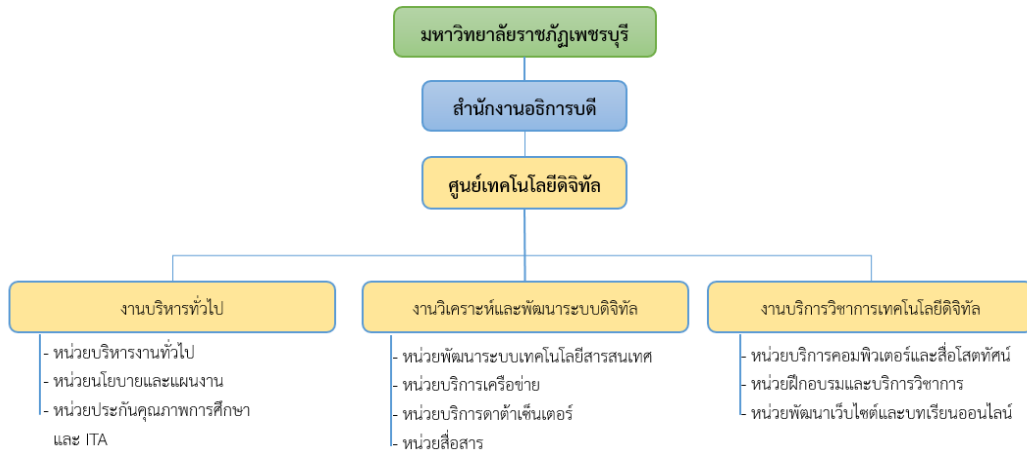 มหาวิทยาลัยราชภัฏเพชรบุรี
สำนักงานอธิการบดี
ศูนย์เทคโนโลยีดิจิทัล
งานบริหารทั่วไป
- หน่วยบริหารงานทั่วไป
- หน่วยนโยบายและแผนงาน
- หน่วยประกันคุณภาพการศึกษา
และ ITA
งานวิเคราะห์และพัฒนาระบบดิจิทัล
- หน่วยพัฒนาระบบเทคโนโลยีสารสนเทศ
- หน่วยบริการเครือข่าย
- หน่วยบริการดาต้าเซ็นเตอร์
- หน่วยสื่อสาร
งานบริการวิชาการเทคโนโลยีดิจิทัล
- หน่วยบริการคอมพิวเตอร์และสื่อโสตทัศน์
- หน่วยฝึกอบรมและบริการวิชาการ
- หน่วยพัฒนาเว็บไซต์และบทเรียนออนไลน์